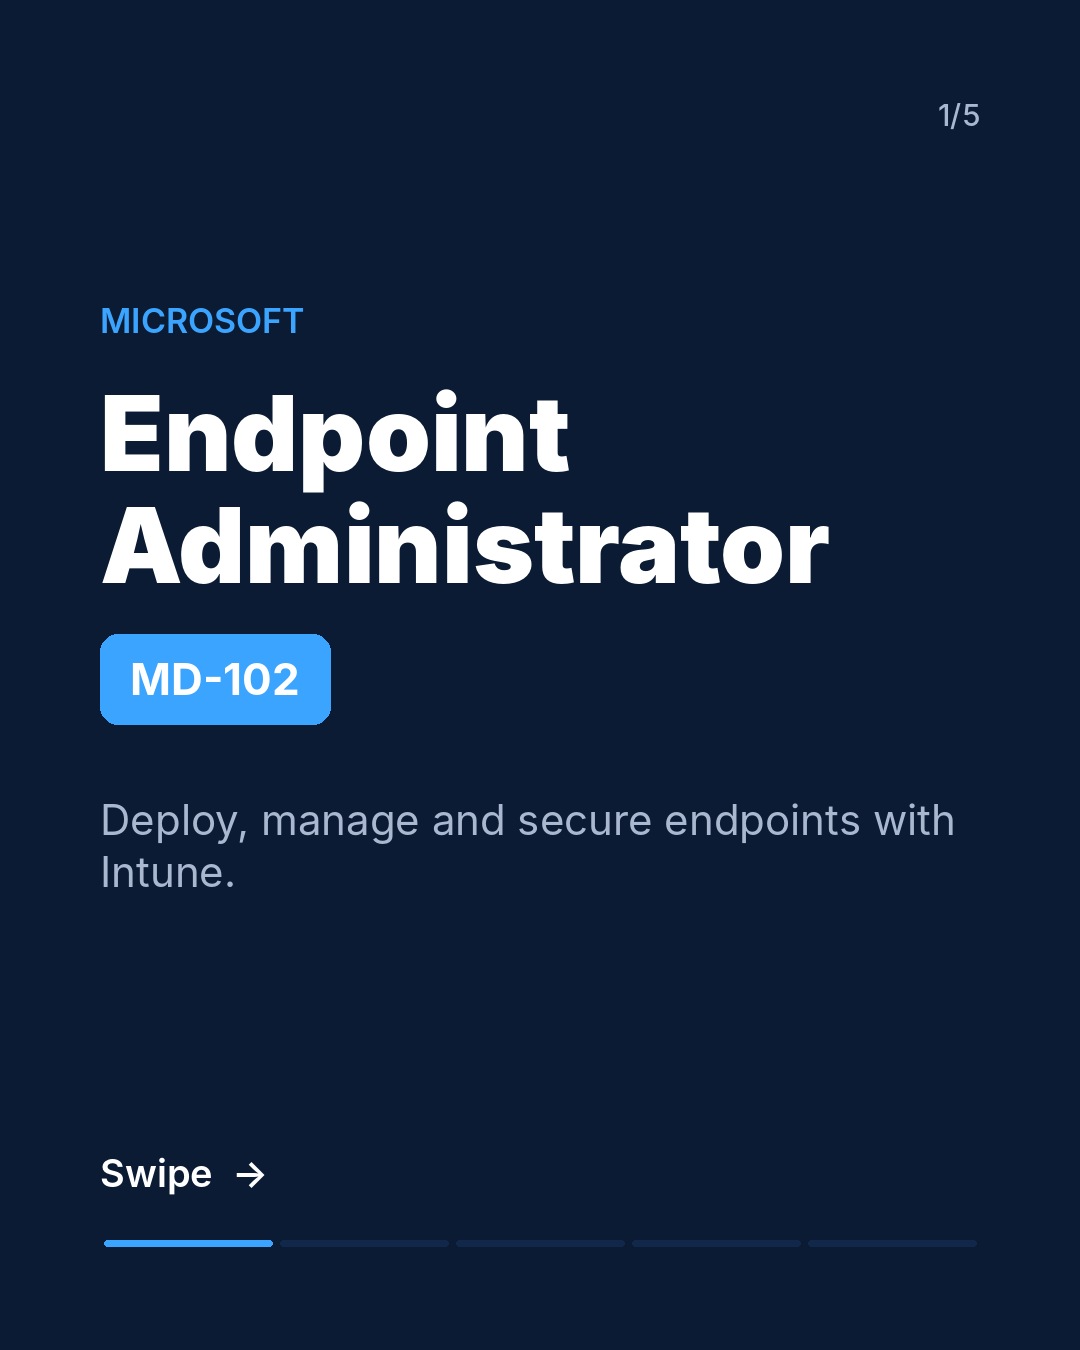 1/5
MICROSOFT
Endpoint
Administrator
MD-102
Deploy, manage and secure endpoints with
Intune.
Swipe →